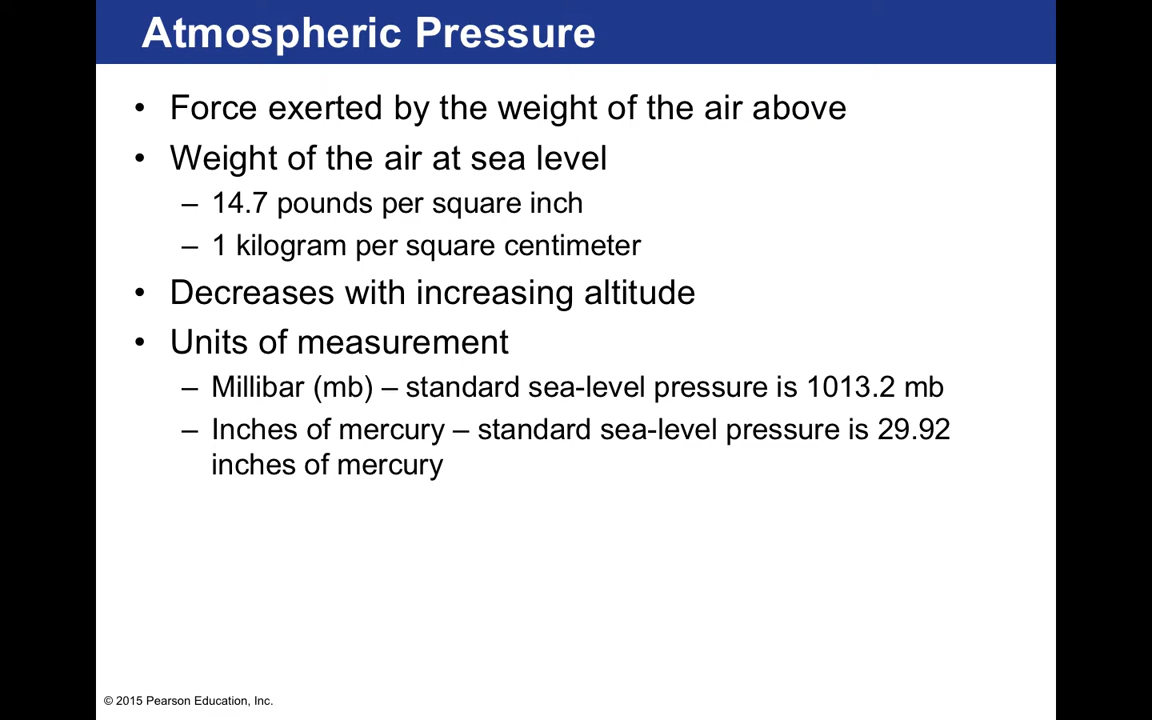 Atmospheric Pressure
• Force exerted by the weight of the air above
• Weight of the air at sea level
– 14.7 pounds per square inch
– 1 kilogram per square centimeter
• Decreases with increasing altitude
• Units of measurement
– Millibar (mb) – standard sea-level pressure is 1013.2 mb
– Inches of mercury – standard sea-level pressure is 29.92
inches of mercury
© 2015 Pearson Education, Inc.